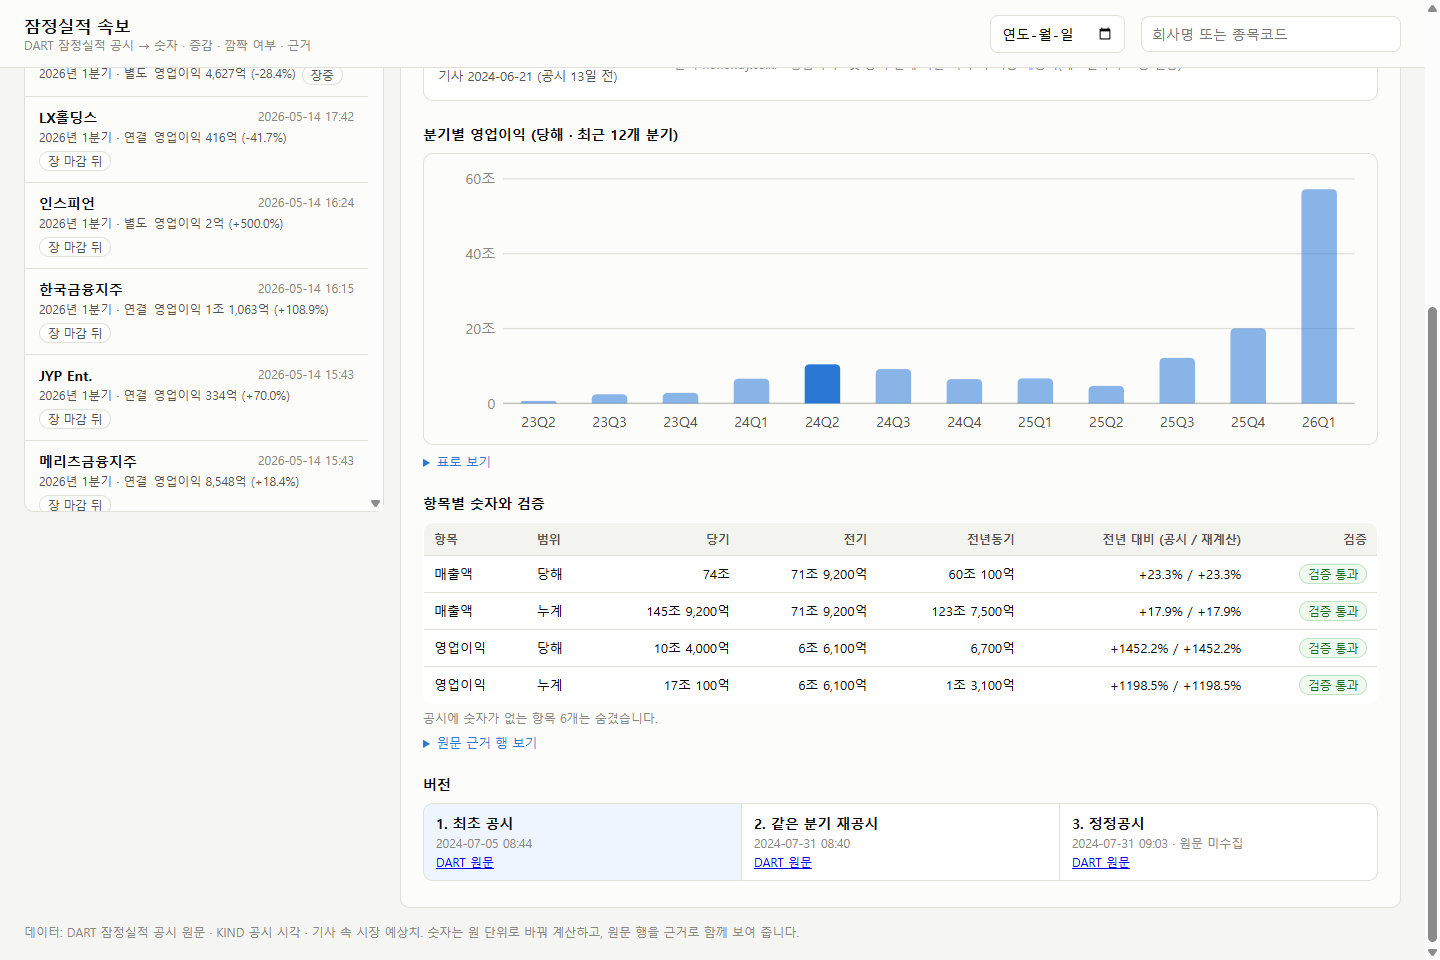 잠정실적 속보
DART 잠정실적 공시 → 숫자 · 증감 · 깜짝 여부 · 근거
연도-월-일
회사명 또는 종목코드
2026년 1분기 · 별도 영업이익 4,627억 (-28.4%) 장중
LX홀딩스 2026-05-14 17:42
2026년 1분기 · 연결 영업이익 416억 (-41.7%)
장 마감 뒤
인스피언 2026-05-14 16:24
2026년 1분기 · 별도 영업이익 2억 (+500.0%)
장 마감 뒤
한국금융지주 2026-05-14 16:15
2026년 1분기 · 연결 영업이익 1조 1,063억 (+108.9%)
장 마감 뒤
JYP Ent. 2026-05-14 15:43
2026년 1분기 · 연결 영업이익 334억 (+70.0%)
장 마감 뒤
메리츠금융지주 2026-05-14 15:43
2026년 1분기 · 연결 영업이익 8,548억 (+18.4%)
장 마감 뒤
기사 2024-06-21 (공시 13일 전)
분기별 영업이익 (당해 · 최근 12개 분기)
60조
40조
20조
0
23Q2 23Q3 23Q4 24Q1 24Q2 24Q3 24Q4 25Q1 25Q2 25Q3 25Q4 26Q1
▶ 표로 보기
항목별 숫자와 검증
항목 범위 당기 전기 전년동기 전년 대비 (공시 / 재계산) 검증
매출액 당해 74조 71조 9,200억 60조 100억 +23.3% / +23.3% 검증 통과
매출액 누계 145조 9,200억 71조 9,200억 123조 7,500억 +17.9% / +17.9% 검증 통과
영업이익 당해 10조 4,000억 6조 6,100억 6,700억 +1452.2% / +1452.2% 검증 통과
영업이익 누계 17조 100억 6조 6,100억 1조 3,100억 +1198.5% / +1198.5% 검증 통과
공시에 숫자가 없는 항목 6개는 숨겼습니다.
▶ 원문 근거 행 보기
버전
1. 최초 공시
2024-07-05 08:44
DART 원문
2. 같은 분기 재공시
2024-07-31 08:40
DART 원문
3. 정정공시
2024-07-31 09:03 · 원문 미수집
DART 원문
데이터: DART 잠정실적 공시 원문 · KIND 공시 시각 · 기사 속 시장 예상치. 숫자는 원 단위로 바꿔 계산하고, 원문 행을 근거로 함께 보여 줍니다.